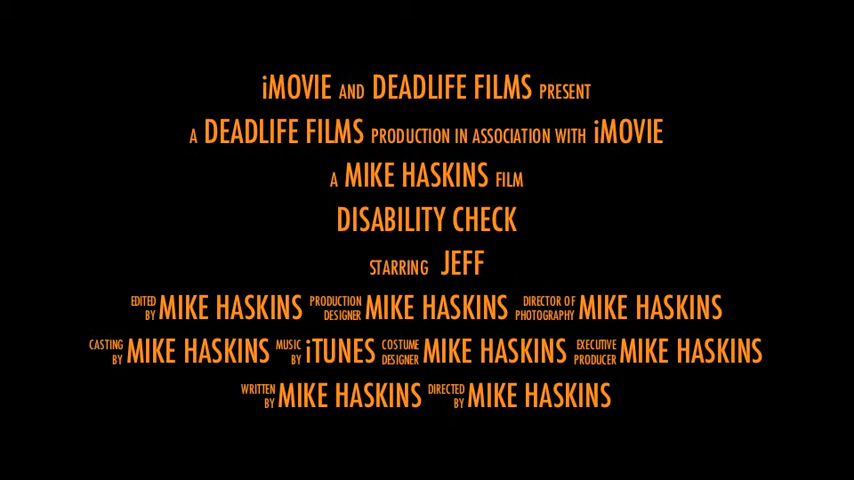 iMOVIE AND DEADLIFE FILMS PRESENT
A DEADLIFE FILMS PRODUCTION IN ASSOCIATION WITH iMOVIE
A MIKE HASKINS FILM
DISABILITY CHECK
STARRING JEFF
EDITED BY MIKE HASKINS PRODUCTION DESIGNER MIKE HASKINS DIRECTOR OF PHOTOGRAPHY MIKE HASKINS
CASTING BY MIKE HASKINS MUSIC BY iTUNES COSTUME DESIGNER MIKE HASKINS EXECUTIVE PRODUCER MIKE HASKINS
WRITTEN BY MIKE HASKINS DIRECTED BY MIKE HASKINS